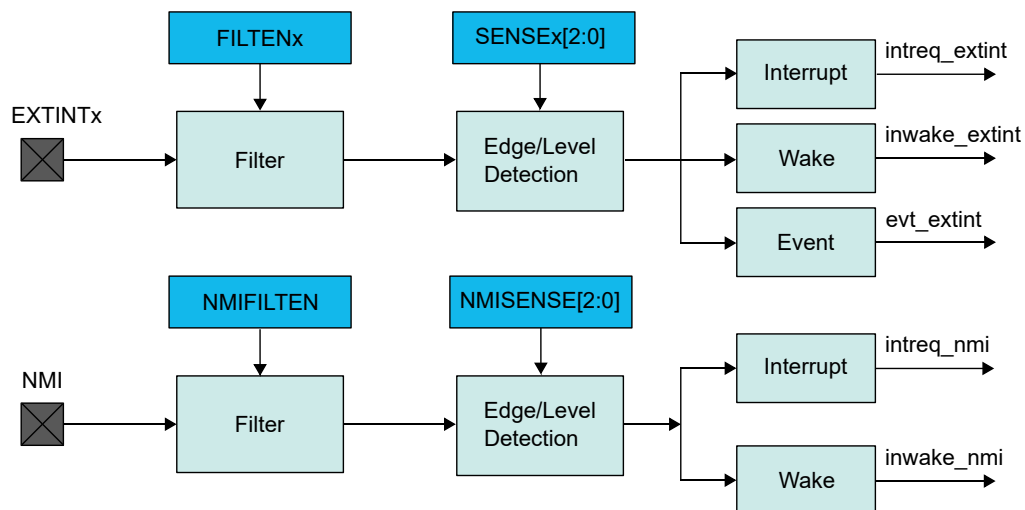 FILTENx
SENSEx[2:0]
intreq_extint
Interrupt
EXTINTx
Filter
Edge/Level
Detection
inwake_extint
Wake
evt_extint
Event
NMIFILTEN
NMISENSE[2:0]
intreq_nmi
Interrupt
NMI
Filter
Edge/Level
Detection
inwake_nmi
Wake